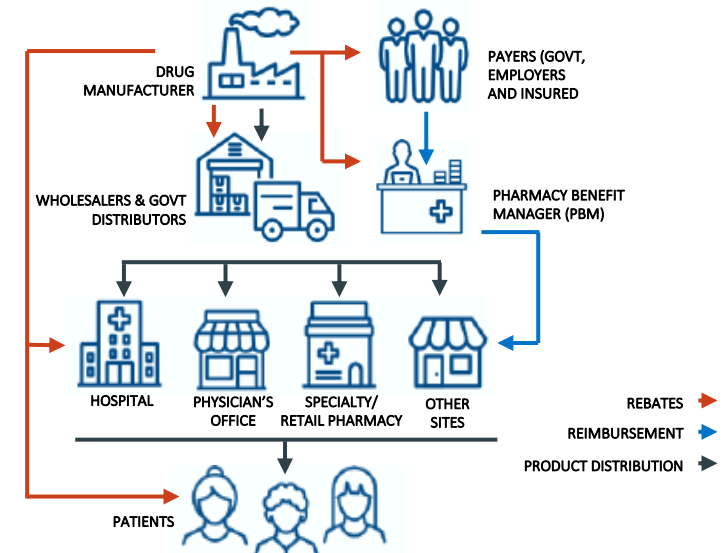 DRUG
MANUFACTURER
PAYERS (GOVT,
EMPLOYERS
AND INSURED
WHOLESALERS & GOVT
DISTRIBUTORS
PHARMACY BENEFIT
MANAGER (PBM)
HOSPITAL
PHYSICIAN'S
OFFICE
SPECIALTY/
RETAIL PHARMACY
OTHER
SITES
REBATES
REIMBURSEMENT
PRODUCT DISTRIBUTION
PATIENTS